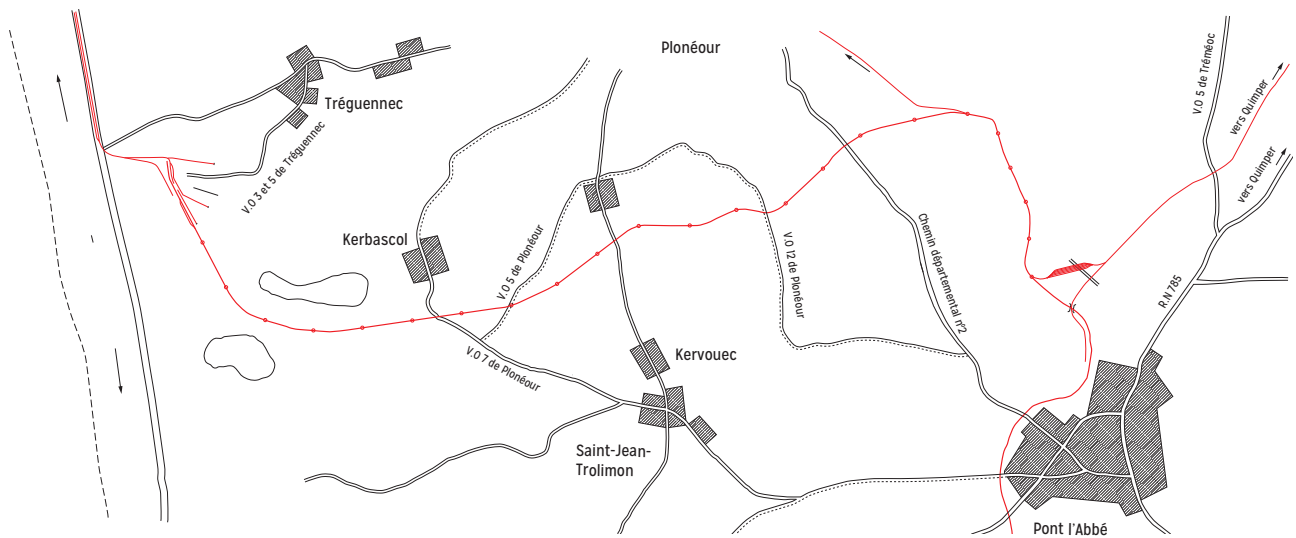 Plonéour
V.O 5 de Tréméoc
vers Quimper
vers Quimper
Tréguennec
V.O 3 et 5 de Tréguennec
Kerbascol
V.O 5 de Plonéour
V.O 12 de Plonéour
Chemin départemental n°2
R.N 785
V.O 7 de Plonéour
Kervouec
Saint-Jean-
Trolimon
Pont l'Abbé